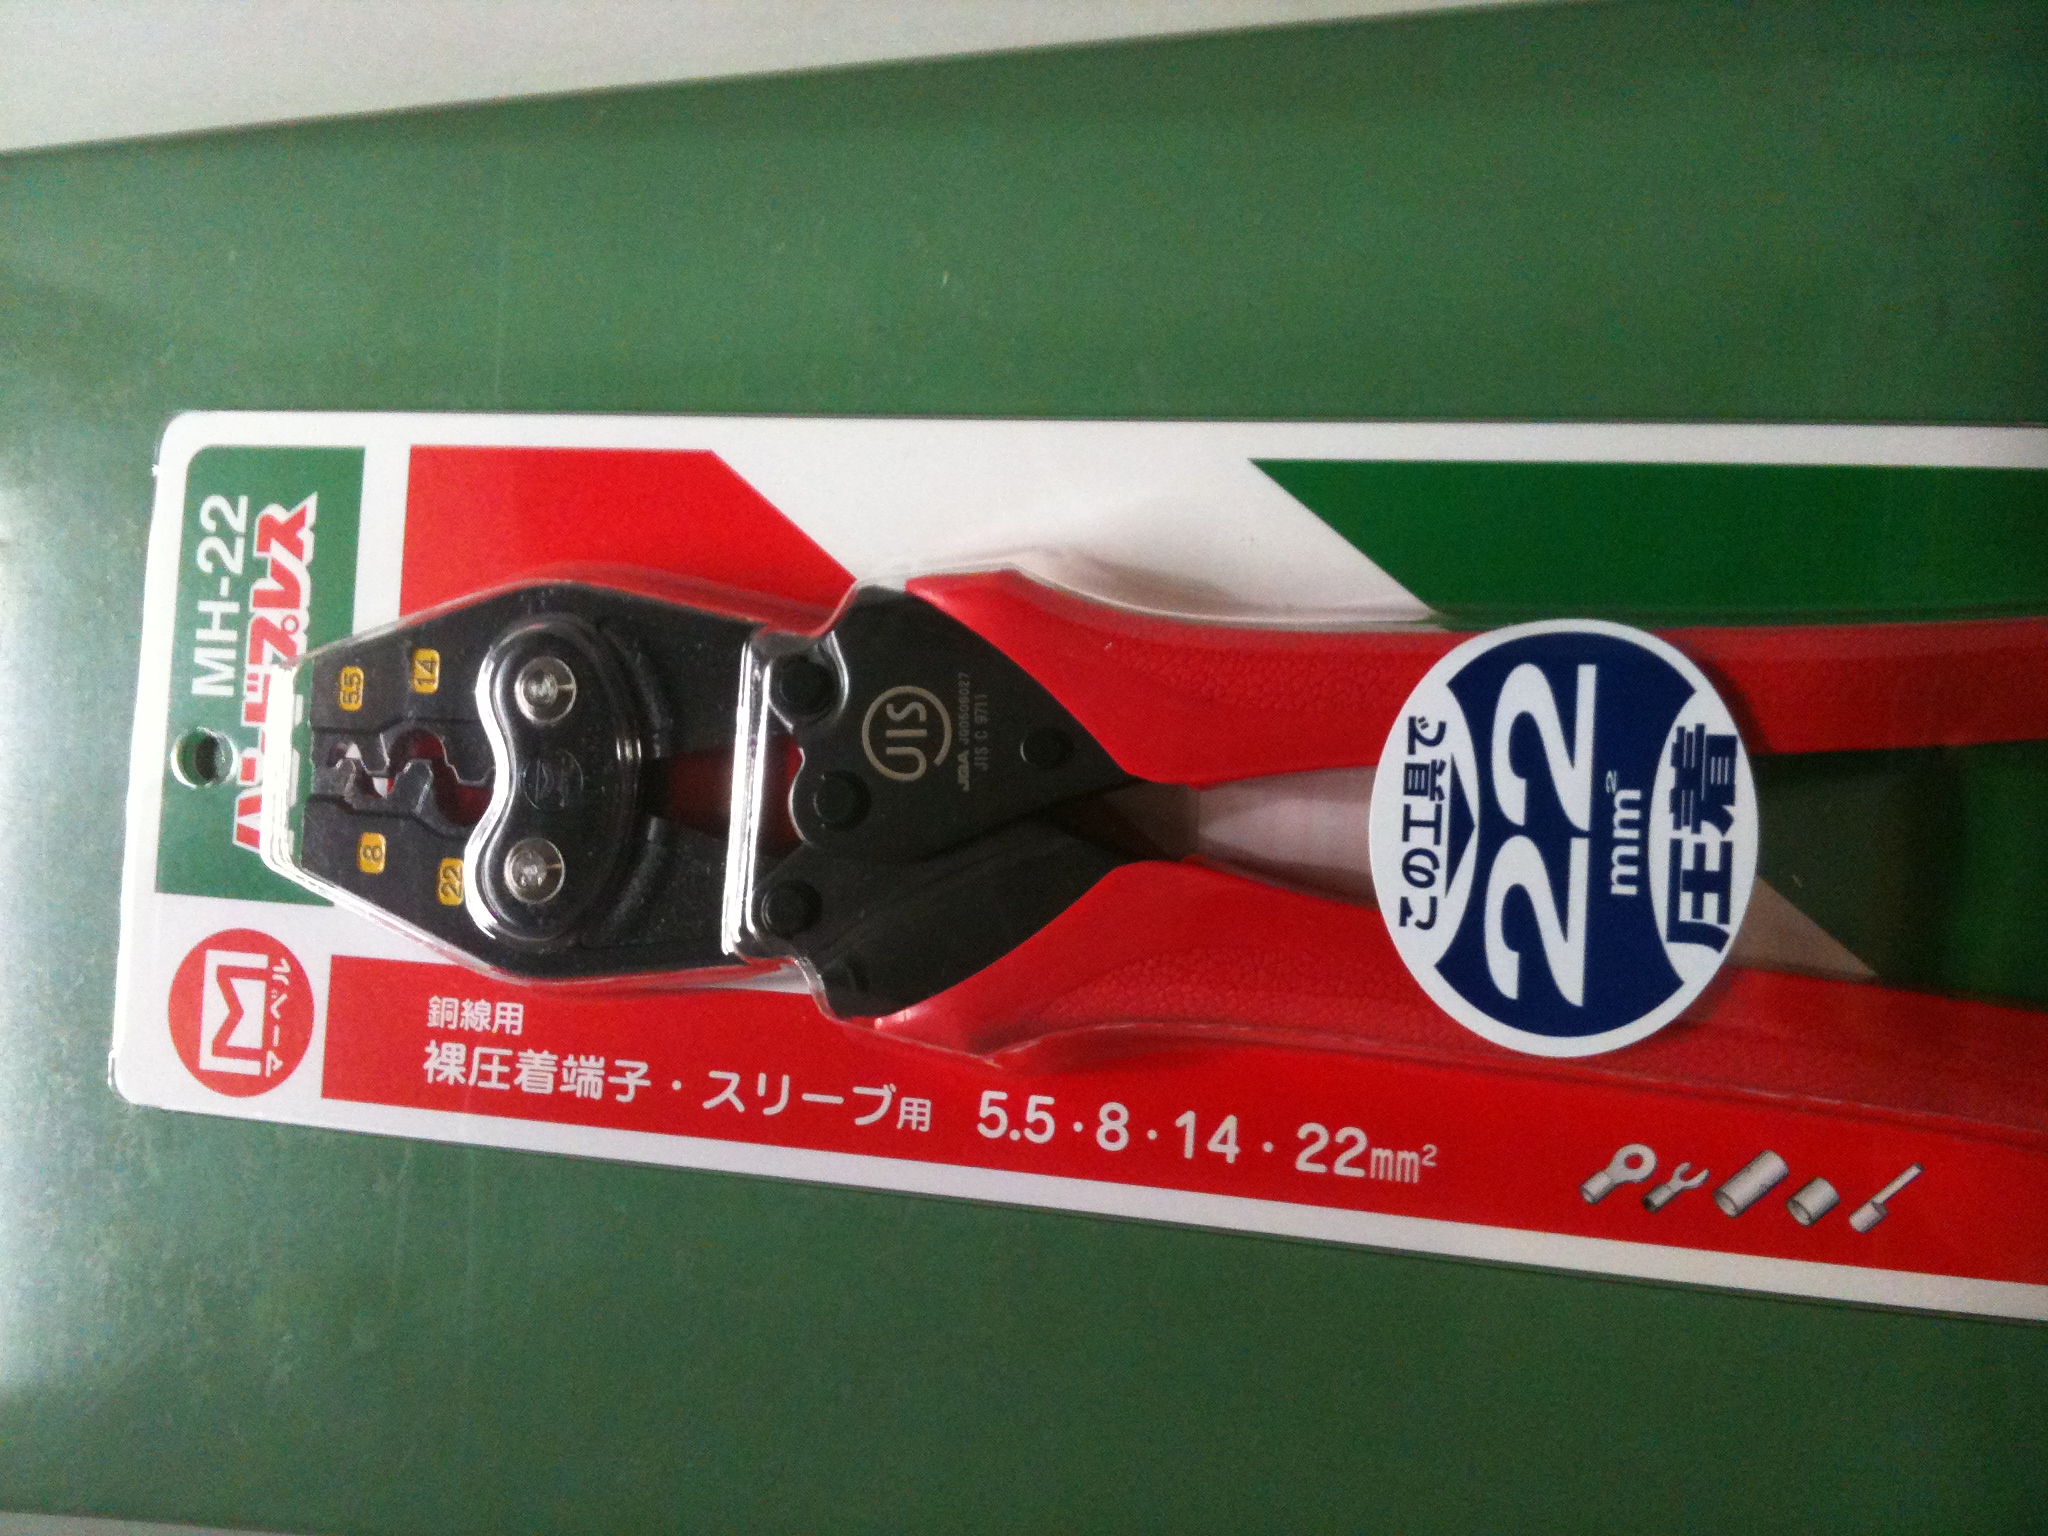 MH-22
ハンドプレス
マーベル
5.5
14
8
22
JIS
JQA JQ0506027
JIS C 9711
この工具で
22
mm²
圧着
銅線用
裸圧着端子・スリーブ用 5.5・8・14・22mm²